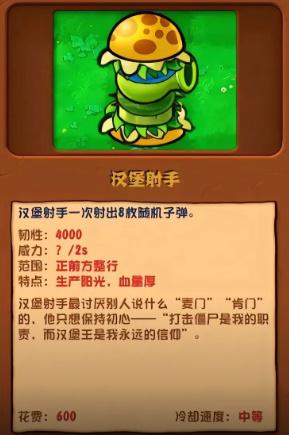 汉堡射手
汉堡射手一次射出8枚随机子弹。
韧性：4000
威力：？/2s
范围：正前方整行
特点：生产阳光，血量厚
汉堡射手最讨厌别人说什么“麦门”“肯门”
的，他只想保持初心——“打击僵尸是我的职
责，而汉堡王是我永远的信仰”。
花费：600
冷却速度：中等